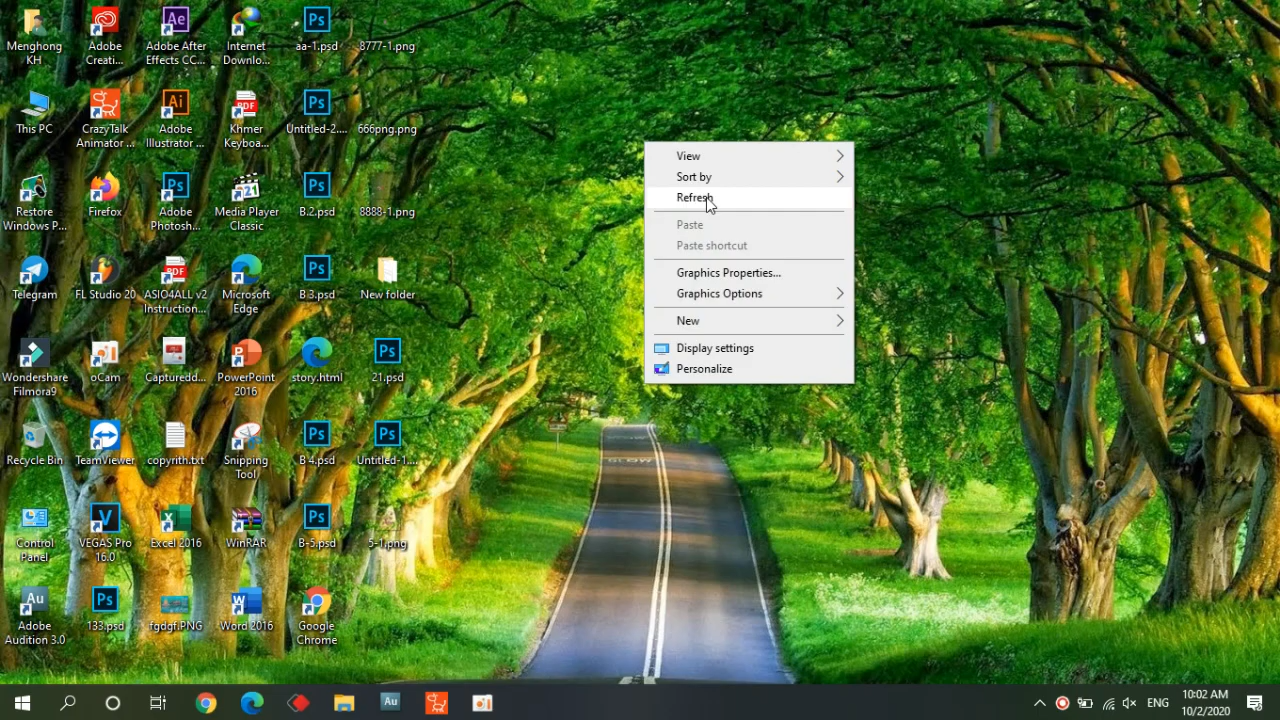 Menghong
KH
Adobe
Creati...
Adobe After
Effects CC...
Internet
Downlo...
aa-1.psd
8777-1.png
This PC
CrazyTalk
Animator ...
Adobe
Illustrator ...
Khmer
Keyboa...
Untitled-2....
666png.png
Restore
Windows P...
Firefox
Adobe
Photosh...
Media Player
Classic
B.2.psd
8888-1.png
Telegram
FL Studio 20
ASIO4ALL v2
Instruction...
Microsoft
Edge
B 3.psd
New folder
Wondershare
Filmora9
oCam
Capturedd...
PowerPoint
2016
story.html
21.psd
Recycle Bin
TeamViewer
copyrith.txt
Snipping
Tool
B 4.psd
Untitled-1....
Control
Panel
VEGAS Pro
16.0
Excel 2016
WinRAR
B-5.psd
5-1.png
Adobe
Audition 3.0
133.psd
fgdgf.PNG
Word 2016
Google
Chrome
View
Sort by
Refresh
Paste
Paste shortcut
Graphics Properties...
Graphics Options
New
Display settings
Personalize
SLOW
ENG
10:02 AM
10/2/2020